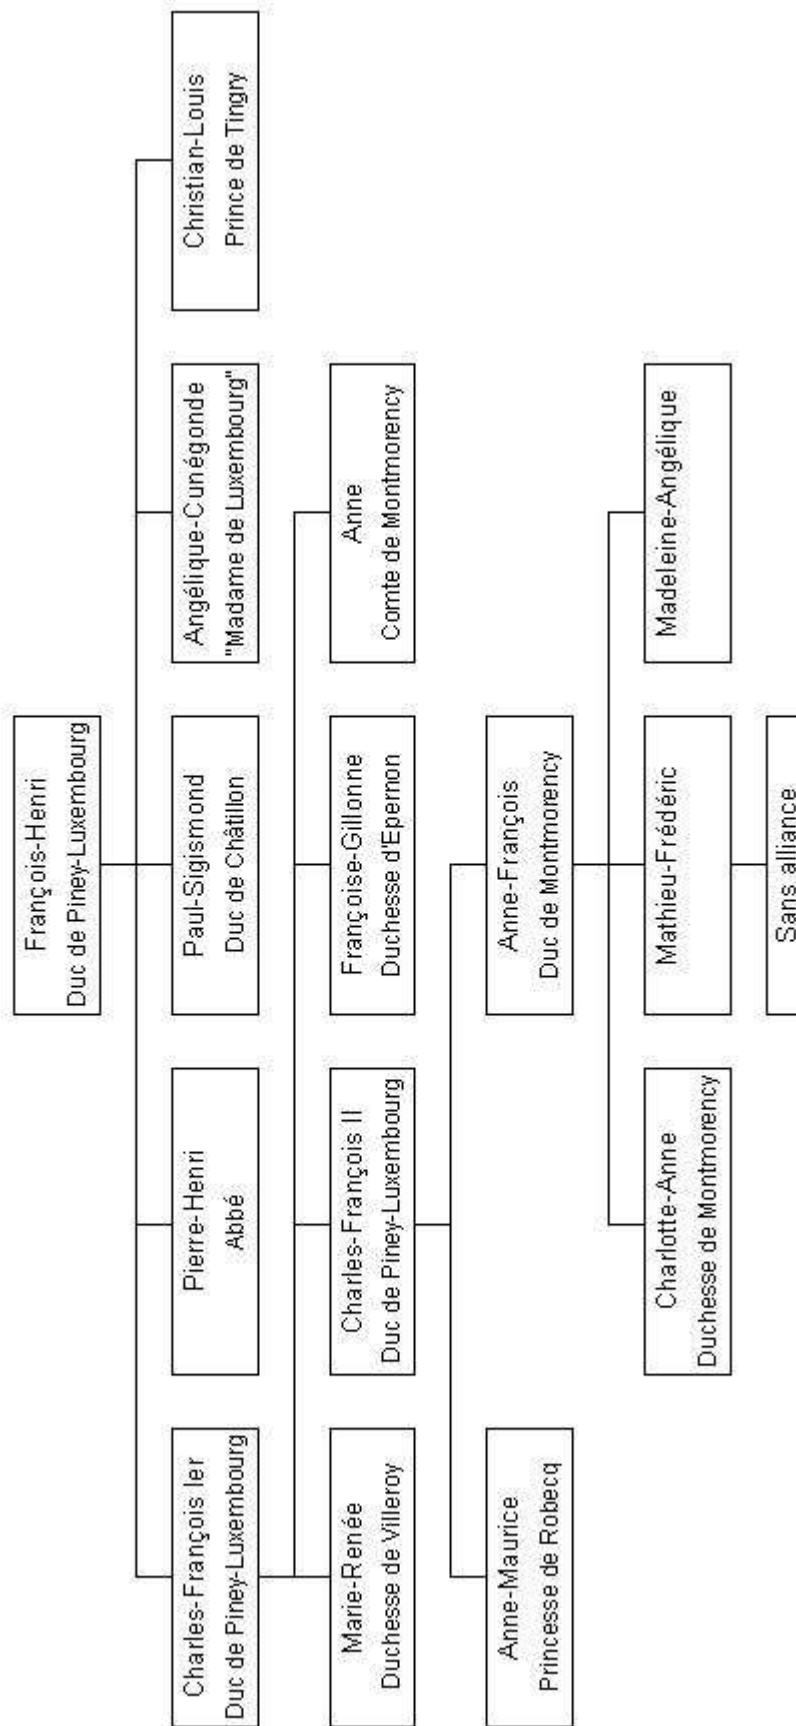 François-Henri
Duc de Piney-Luxembourg
Charles-François Ier
Duc de Piney-Luxembourg
Pierre-Henri
Abbé
Paul-Sigismond
Duc de Châtillon
Angélique-Cunégonde
"Madame de Luxembourg"
Christian-Louis
Prince de Tingry
Marie-Renée
Duchesse de Villeroy
Charles-François II
Duc de Piney-Luxembourg
Françoise-Gillonne
Duchesse d'Epernon
Anne
Comte de Montmorency
Anne-Maurice
Princesse de Robecq
Anne-François
Duc de Montmorency
Charlotte-Anne
Duchesse de Montmorency
Mathieu-Frédéric
Madeleine-Angélique
Sans alliance